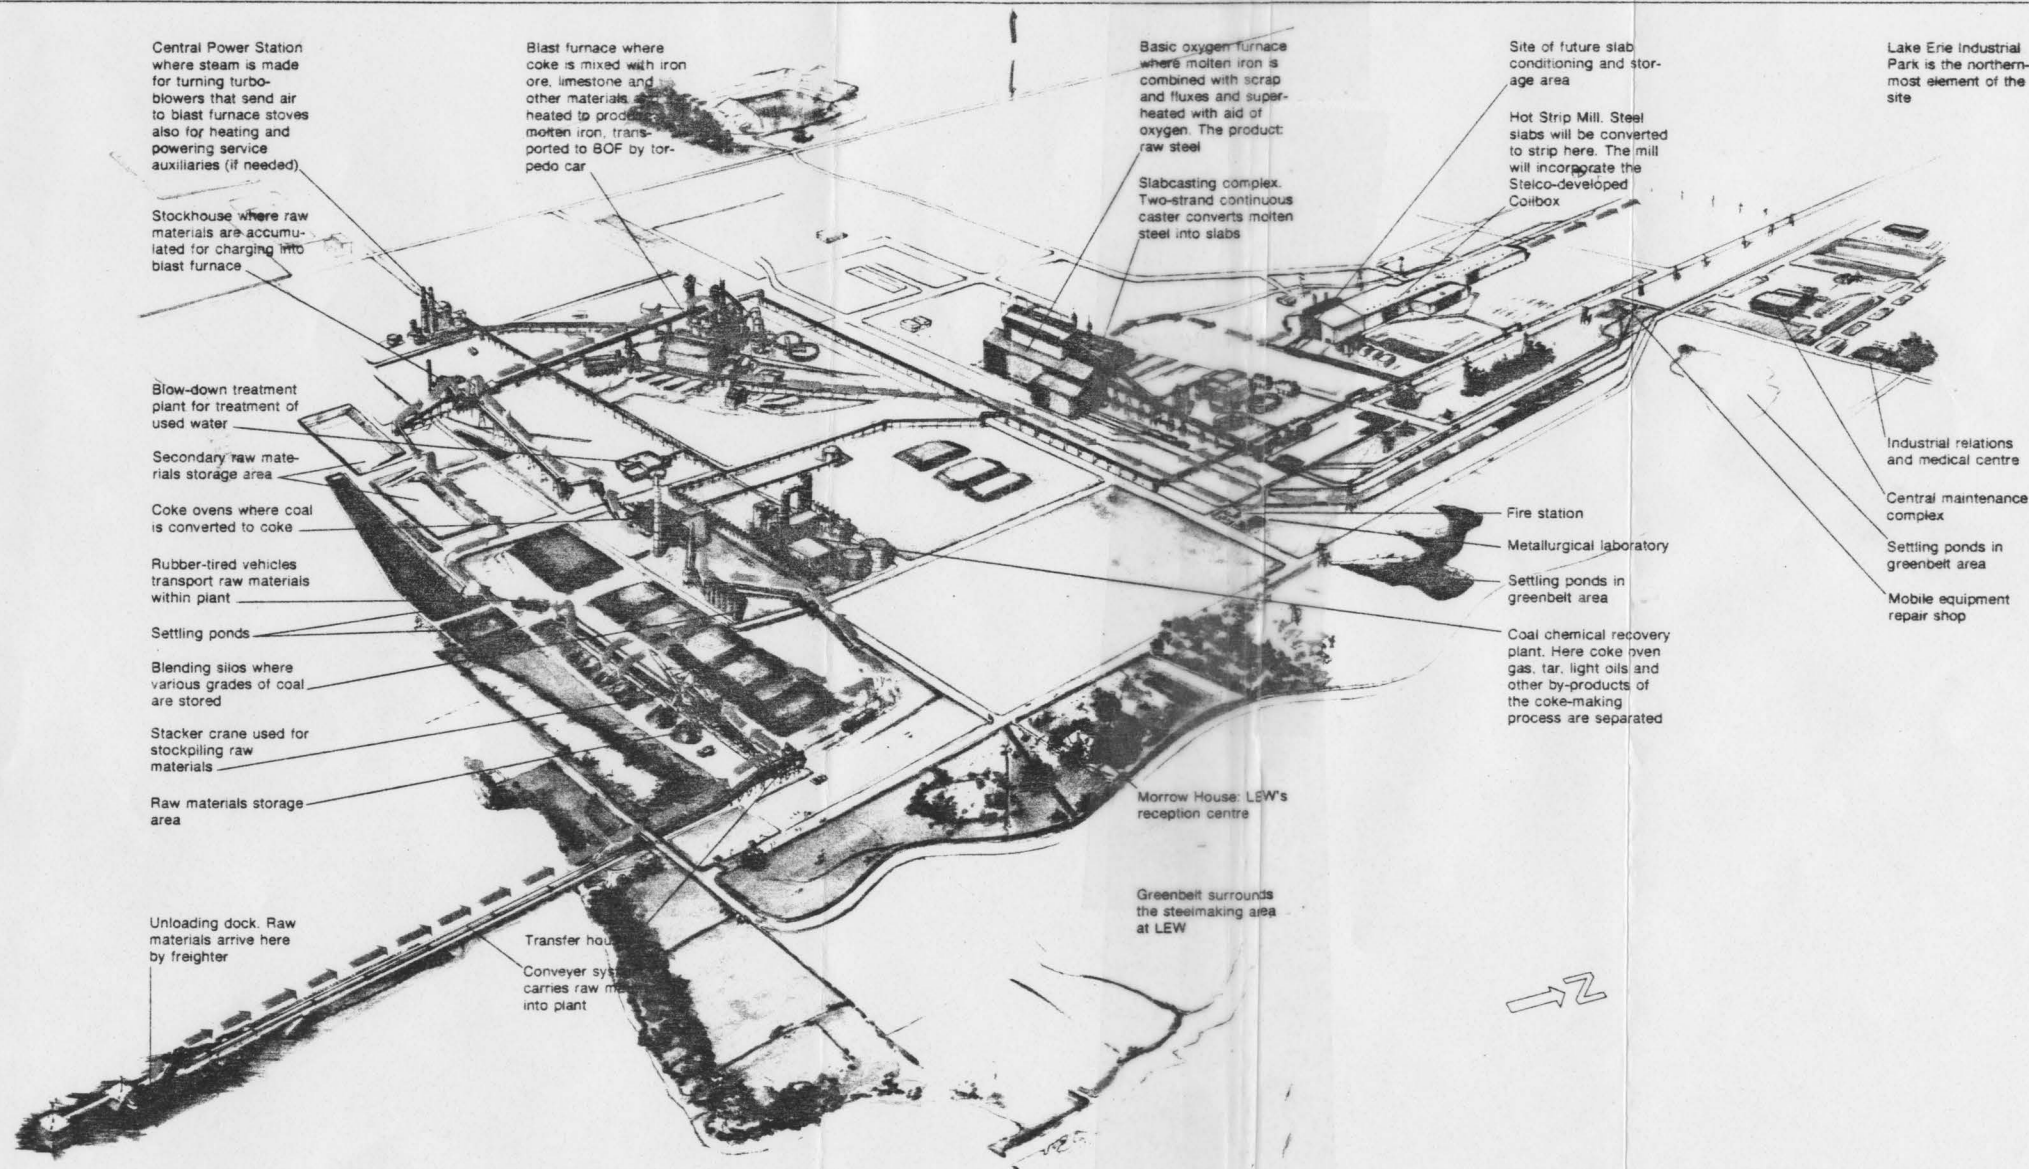 Central Power Station
where steam is made
for turning turbo-
blowers that send air
to blast furnace stoves
also for heating and
powering service
auxiliaries (if needed)
Stockhouse where raw
materials are accumu-
lated for charging into
blast furnace
Blow-down treatment
plant for treatment of
used water
Secondary raw mate-
rials storage area
Coke ovens where coal
is converted to coke
Rubber-tired vehicles
transport raw materials
within plant
Settling ponds
Blending silos where
various grades of coal
are stored
Stacker crane used for
stockpiling raw
materials
Raw materials storage
area
Unloading dock. Raw
materials arrive here
by freighter
Blast furnace where
coke is mixed with iron
ore, limestone and
other materials
heated to
molten iron, trans-
ported to BOF by tor-
pedo car
Transfer
Conveyer
carries raw
into plant
Basic oxygen furnace
where molten iron is
combined with scrap
and fluxes and super-
heated with aid of
oxygen. The product:
raw steel
Slabcasting complex.
Two-strand continuous
caster converts molten
steel into slabs
Morrow House: LEW's
reception centre
Greenbelt surrounds
the steelmaking area
at LEW
Site of future slab
conditioning and stor-
age area
Hot Strip Mill. Steel
slabs will be converted
to strip here. The mill
will incorporate the
Stelco-developed
Coilbox
Fire station
Metallurgical laboratory
Settling ponds in
greenbelt area
Coal chemical recovery
plant. Here coke oven
gas, tar, light oils and
other by-products of
the coke-making
process are separated
N
Lake Erie Industrial
Park is the northern-
most element of the
site
Industrial relations
and medical centre
Central maintenance
complex
Settling ponds in
greenbelt area
Mobile equipment
repair shop